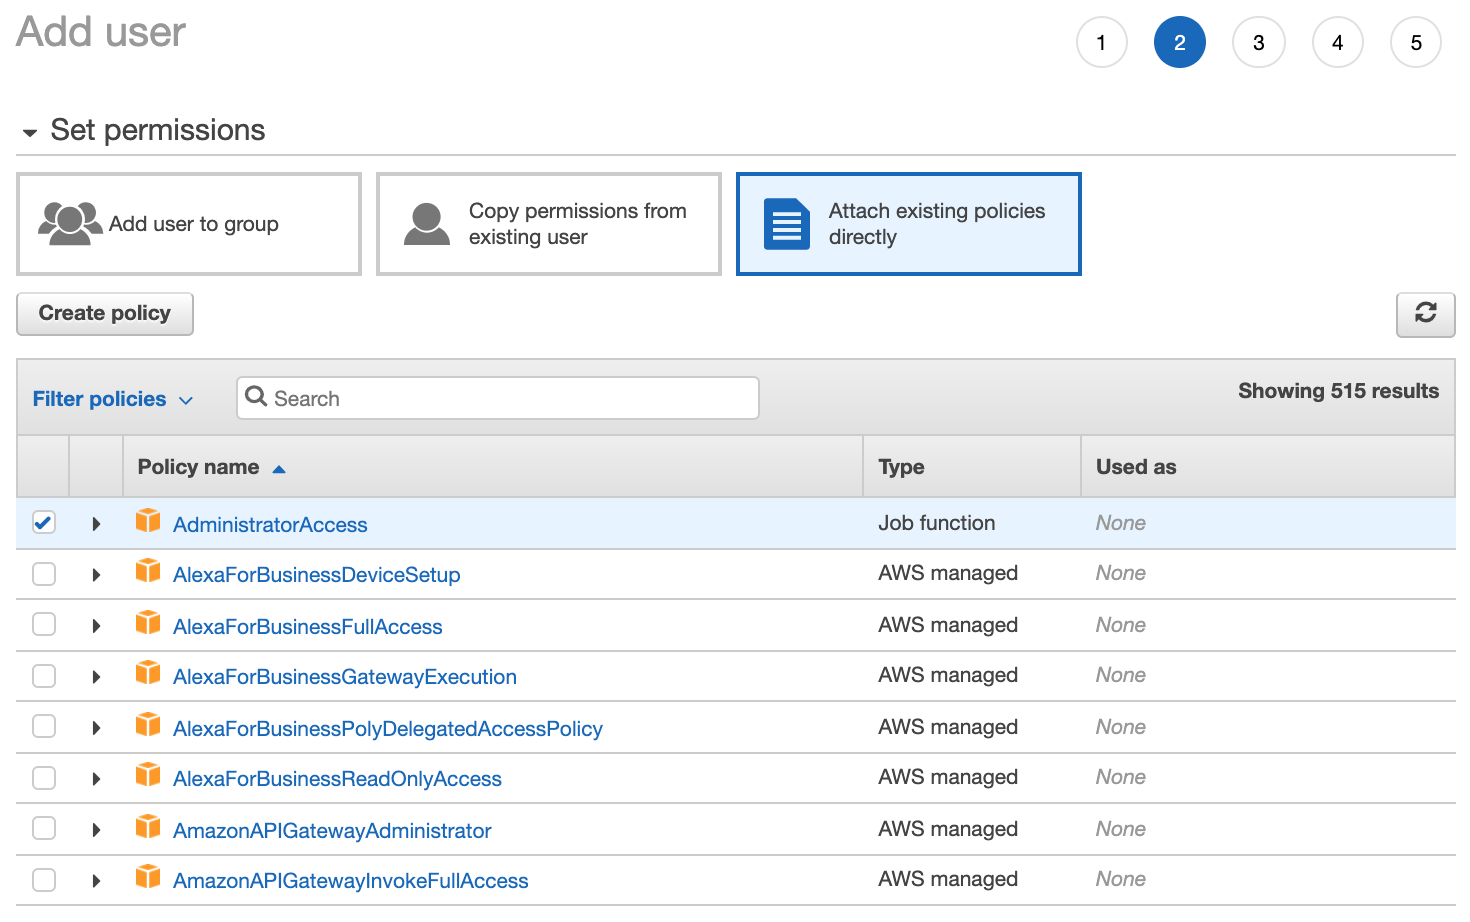 Add user
1 2 3 4 5
Set permissions
Add user to group
Copy permissions from
existing user
Attach existing policies
directly
Create policy
Filter policies
Search
Showing 515 results
Policy name Type Used as
AdministratorAccess Job function None
AlexaForBusinessDeviceSetup AWS managed None
AlexaForBusinessFullAccess AWS managed None
AlexaForBusinessGatewayExecution AWS managed None
AlexaForBusinessPolyDelegatedAccessPolicy AWS managed None
AlexaForBusinessReadOnlyAccess AWS managed None
AmazonAPIGatewayAdministrator AWS managed None
AmazonAPIGatewayInvokeFullAccess AWS managed None